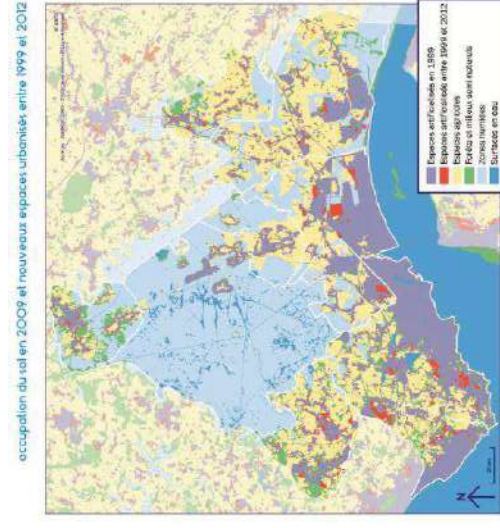 occupation du sol en 2009 et nouveaux espaces urbanisés entre 1999 et 2012
Espaces artificialisés en 1999
Espaces artificialisés entre 1999 et 2012
Espaces agricoles
Forêts et milieux semi naturels
Zones humides
Surfaces en eau
N